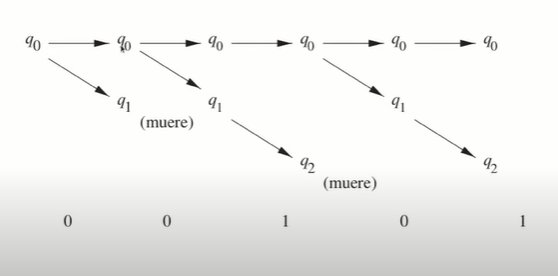 q0 q0 q0 q0 q0 q0
q1 q1 q1
(muere)
q2 q2
(muere)
0 0 1 0 1